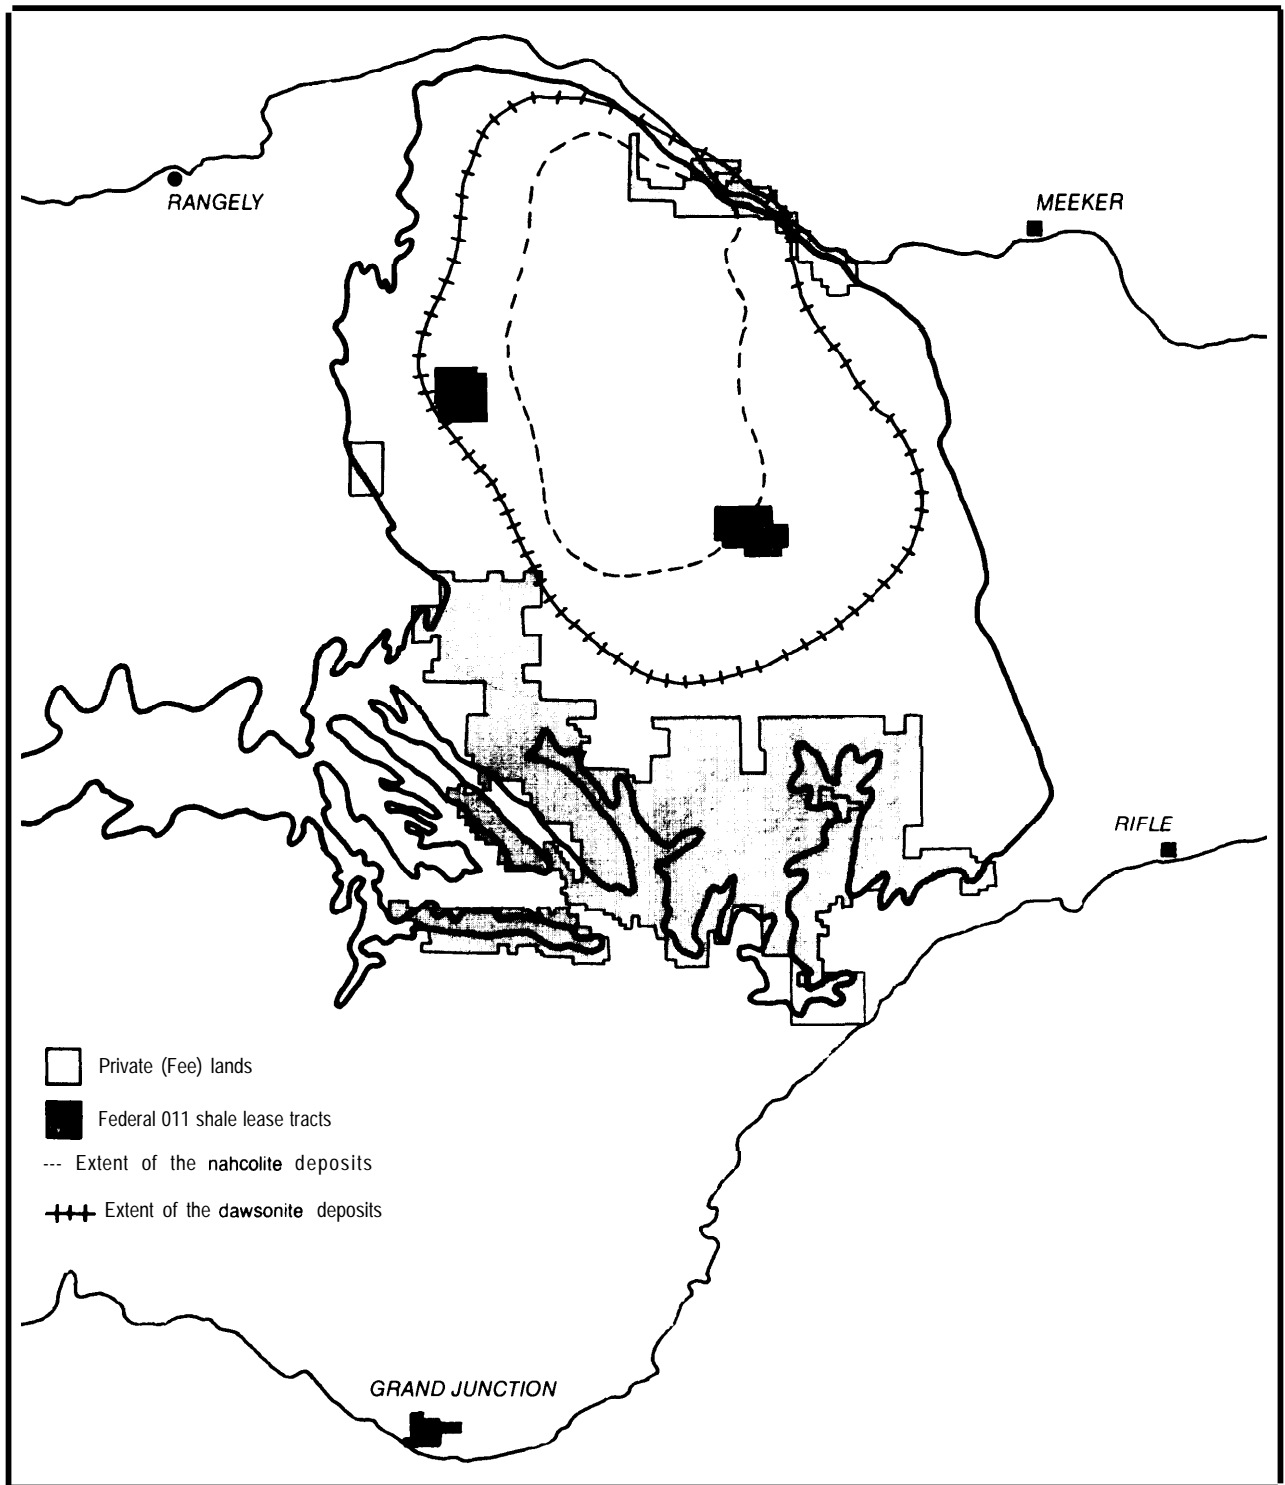 RANGELY
MEEKER
RIFLE
Private (Fee) lands
Federal 011 shale lease tracts
--- Extent of the nahcolite deposits
Extent of the dawsonite deposits
GRAND JUNCTION